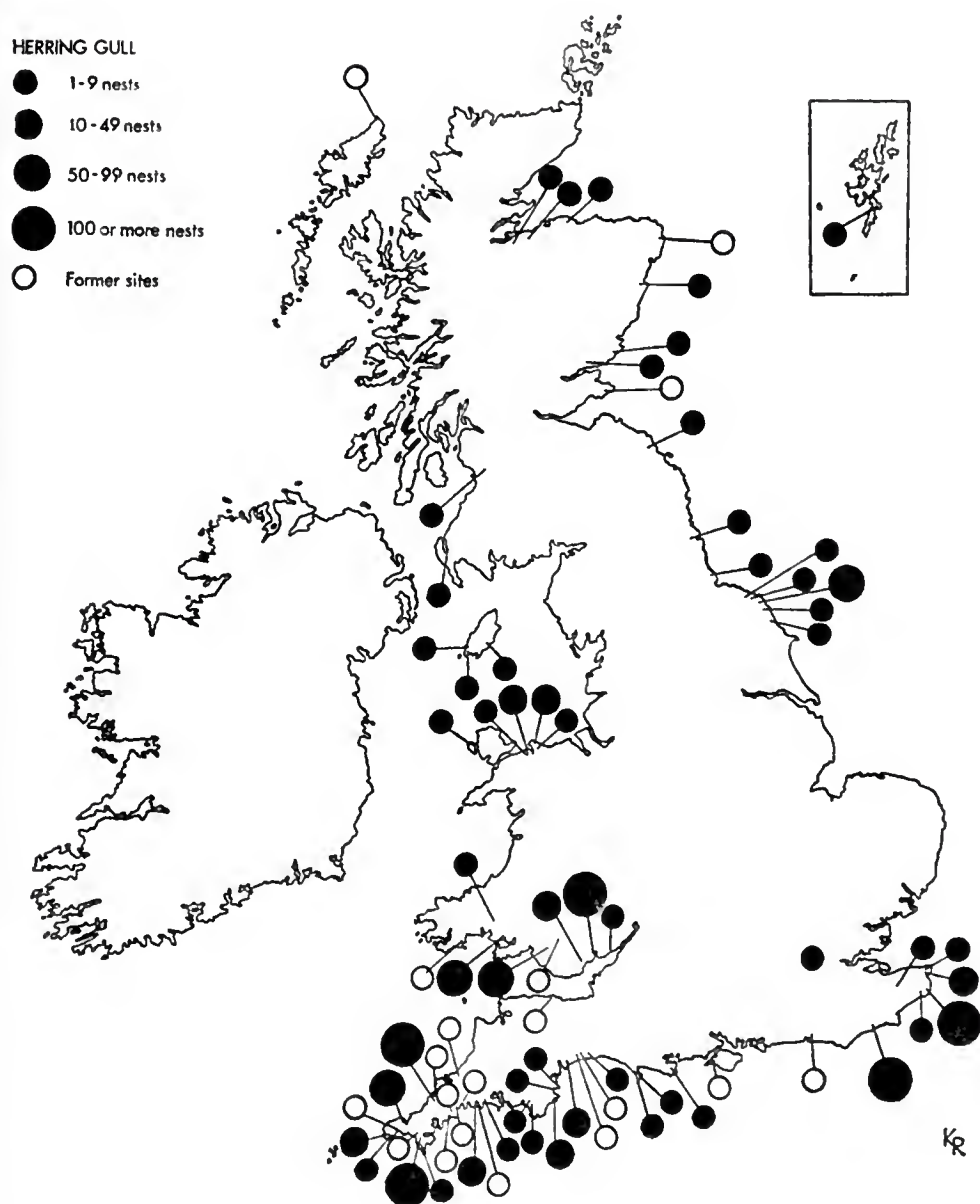 HERRING GULL
1-9 nests
10-49 nests
50-99 nests
100 or more nests
Former sites
KR